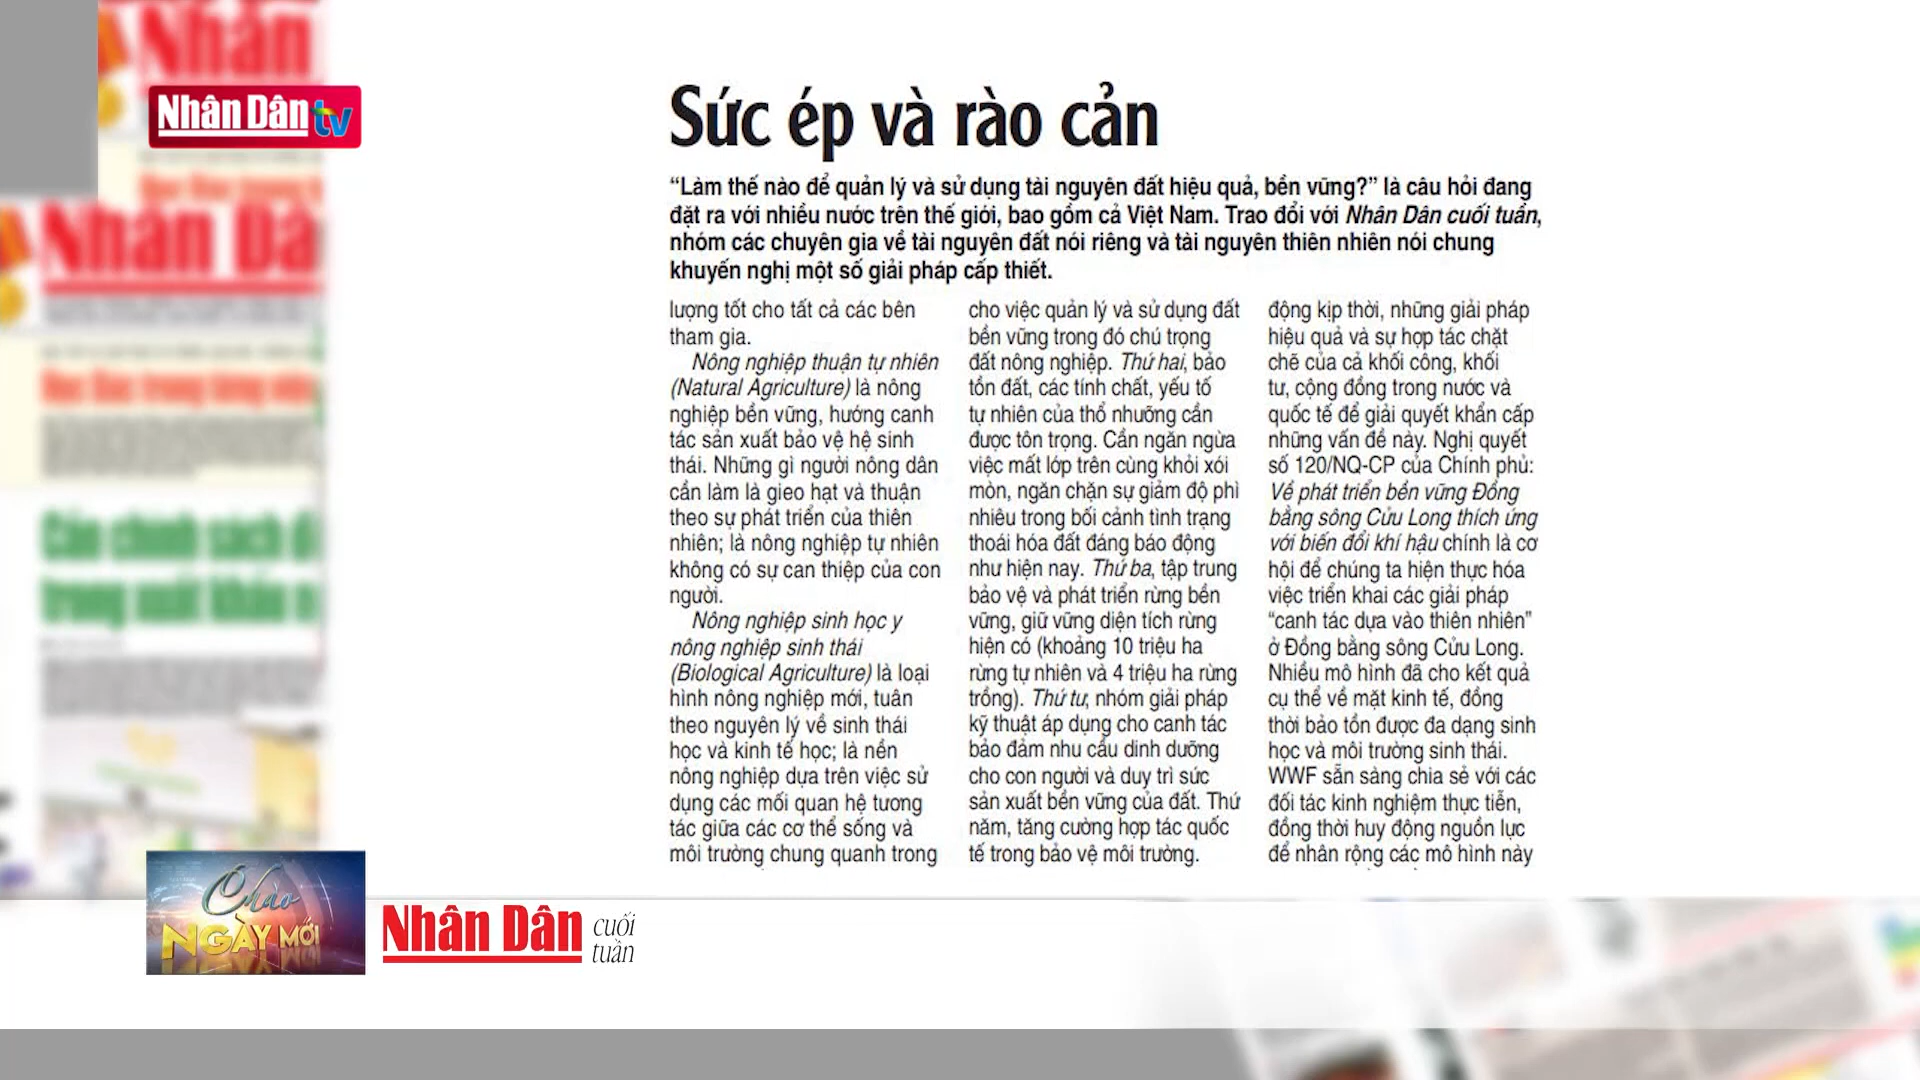 Nhân Dân tv
Sức ép và rào cản
“Làm thế nào để quản lý và sử dụng tài nguyên đất hiệu quả, bền vững?” là câu hỏi đang
đặt ra với nhiều nước trên thế giới, bao gồm cả Việt Nam. Trao đổi với Nhân Dân cuối tuần,
nhóm các chuyên gia về tài nguyên đất nói riêng và tài nguyên thiên nhiên nói chung
khuyến nghị một số giải pháp cấp thiết.
lượng tốt cho tất cả các bên
tham gia.
Nông nghiệp thuận tự nhiên
(Natural Agriculture) là nông
nghiệp bền vững, hướng canh
tác sản xuất bảo vệ hệ sinh
thái. Những gì người nông dân
cần làm là gieo hạt và thuận
theo sự phát triển của thiên
nhiên; là nông nghiệp tự nhiên
không có sự can thiệp của con
người.
Nông nghiệp sinh học y
nông nghiệp sinh thái
(Biological Agriculture) là loại
hình nông nghiệp mới, tuân
theo nguyên lý về sinh thái
học và kinh tế học; là nền
nông nghiệp dựa trên việc sử
dụng các mối quan hệ tương
tác giữa các cơ thể sống và
môi trường chung quanh trong
cho việc quản lý và sử dụng đất
bền vững trong đó chú trọng
đất nông nghiệp. Thứ hai, bảo
tồn đất, các tính chất, yếu tố
tự nhiên của thổ nhưỡng cần
được tôn trọng. Cần ngăn ngừa
việc mất lớp trên cùng khỏi xói
mòn, ngăn chặn sự giảm độ phì
nhiêu trong bối cảnh tình trạng
thoái hóa đất đáng báo động
như hiện nay. Thứ ba, tập trung
bảo vệ và phát triển rừng bền
vững, giữ vững diện tích rừng
hiện có (khoảng 10 triệu ha
rừng tự nhiên và 4 triệu ha rừng
trồng). Thứ tư, nhóm giải pháp
kỹ thuật áp dụng cho canh tác
bảo đảm nhu cầu dinh dưỡng
cho con người và duy trì sức
sản xuất bền vững của đất. Thứ
năm, tăng cường hợp tác quốc
tế trong bảo vệ môi trường.
động kịp thời, những giải pháp
hiệu quả và sự hợp tác chặt
chẽ của cả khối công, khối
tư, cộng đồng trong nước và
quốc tế để giải quyết khẩn cấp
những vấn đề này. Nghị quyết
số 120/NQ-CP của Chính phủ:
Về phát triển bền vững Đồng
bằng sông Cửu Long thích ứng
với biến đổi khí hậu chính là cơ
hội để chúng ta hiện thực hóa
việc triển khai các giải pháp
“canh tác dựa vào thiên nhiên”
ở Đồng bằng sông Cửu Long.
Nhiều mô hình đã cho kết quả
cụ thể về mặt kinh tế, đồng
thời bảo tồn được đa dạng sinh
học và môi trường sinh thái.
WWF sẵn sàng chia sẻ với các
đối tác kinh nghiệm thực tiễn,
đồng thời huy động nguồn lực
để nhân rộng các mô hình này
Chào
NGÀY MỚI
Nhân Dân cuối
tuần